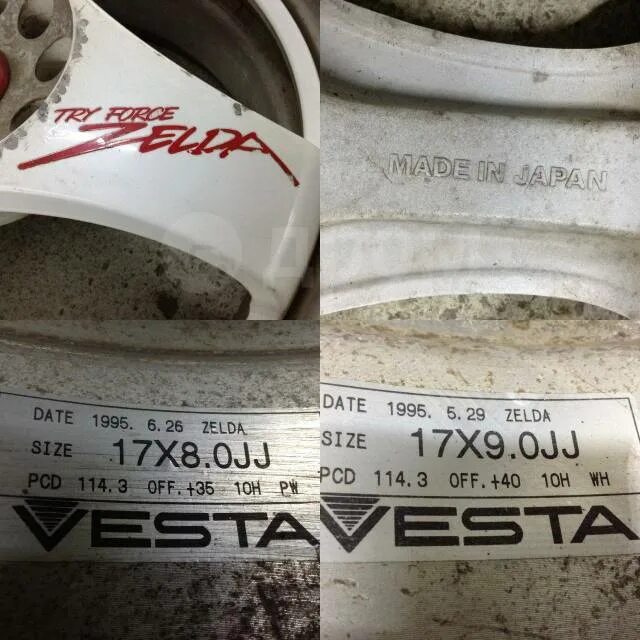 TRY FORCE
ZELDA
MADE IN JAPAN
DATE 1995. 6.26 ZELDA
SIZE 17X8.0JJ
PCD 114.3 OFF.+35 10H PW
VESTA
DATE 1995. 5.29 ZELDA
SIZE 17X9.0JJ
PCD 114.3 OFF.+40 10H WH
VESTA